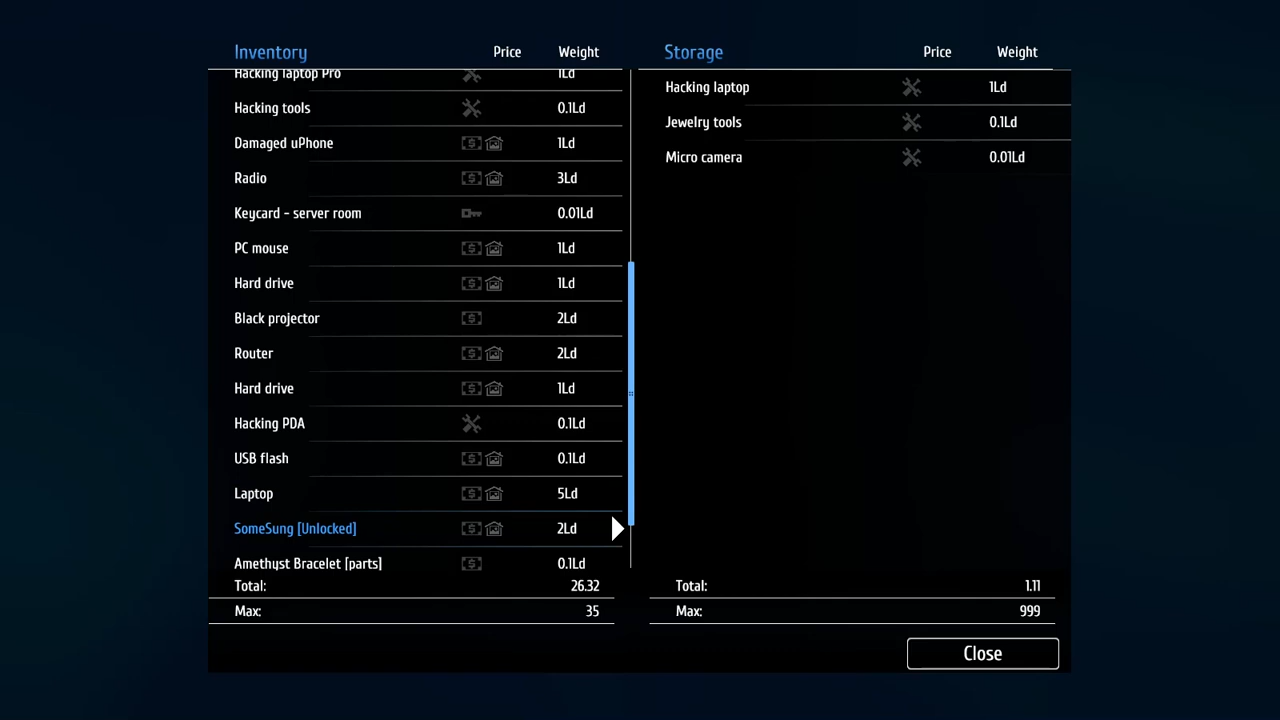 Inventory Price Weight
Hacking laptop Pro 1Ld
Hacking tools 0.1Ld
Damaged uPhone 1Ld
Radio 3Ld
Keycard - server room 0.01Ld
PC mouse 1Ld
Hard drive 1Ld
Black projector 2Ld
Router 2Ld
Hard drive 1Ld
Hacking PDA 0.1Ld
USB flash 0.1Ld
Laptop 5Ld
SomeSung [Unlocked] 2Ld
Amethyst Bracelet [parts] 0.1Ld
Total: 26.32
Max: 35
Storage Price Weight
Hacking laptop 1Ld
Jewelry tools 0.1Ld
Micro camera 0.01Ld
Total: 1.11
Max: 999
Close